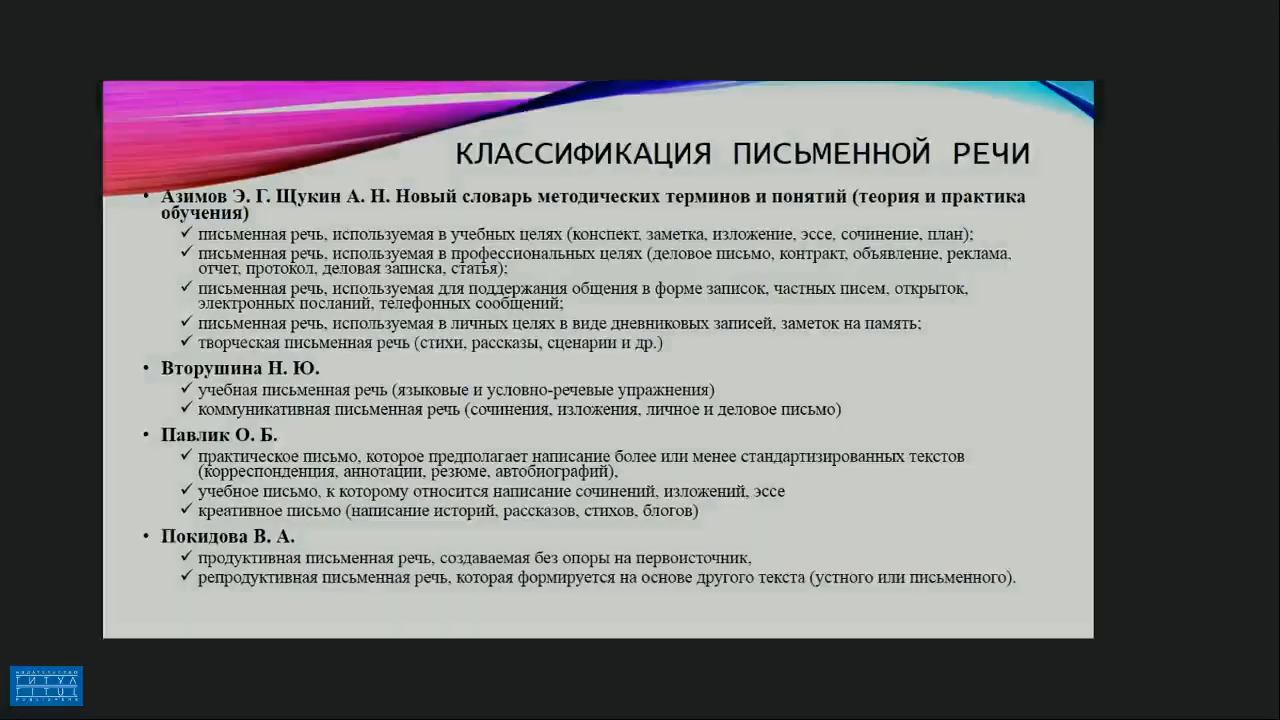 КЛАССИФИКАЦИЯ ПИСЬМЕННОЙ РЕЧИ
• Азимов Э. Г. Щукин А. Н. Новый словарь методических терминов и понятий (теория и практика
обучения)
✓ письменная речь, используемая в учебных целях (конспект, заметка, изложение, эссе, сочинение, план);
✓ письменная речь, используемая в профессиональных целях (деловое письмо, контракт, объявление, реклама,
отчет, протокол, деловая записка, статья);
✓ письменная речь, используемая для поддержания общения в форме записок, частных писем, открыток,
электронных посланий, телефонных сообщений;
✓ письменная речь, используемая в личных целях в виде дневниковых записей, заметок на память;
✓ творческая письменная речь (стихи, рассказы, сценарии и др.)
• Вторушина Н. Ю.
✓ учебная письменная речь (языковые и условно-речевые упражнения)
✓ коммуникативная письменная речь (сочинения, изложения, личное и деловое письмо)
• Павлик О. Б.
✓ практическое письмо, которое предполагает написание более или менее стандартизированных текстов
(корреспонденция, аннотации, резюме, автобиографий),
✓ учебное письмо, к которому относится написание сочинений, изложений, эссе
✓ креативное письмо (написание историй, рассказов, стихов, блогов)
• Покидова В. А.
✓ продуктивная письменная речь, создаваемая без опоры на первоисточник,
✓ репродуктивная письменная речь, которая формируется на основе другого текста (устного или письменного).
ИЗДАТЕЛЬСТВО
ТИТУЛ
TITUL
PUBLISHERS